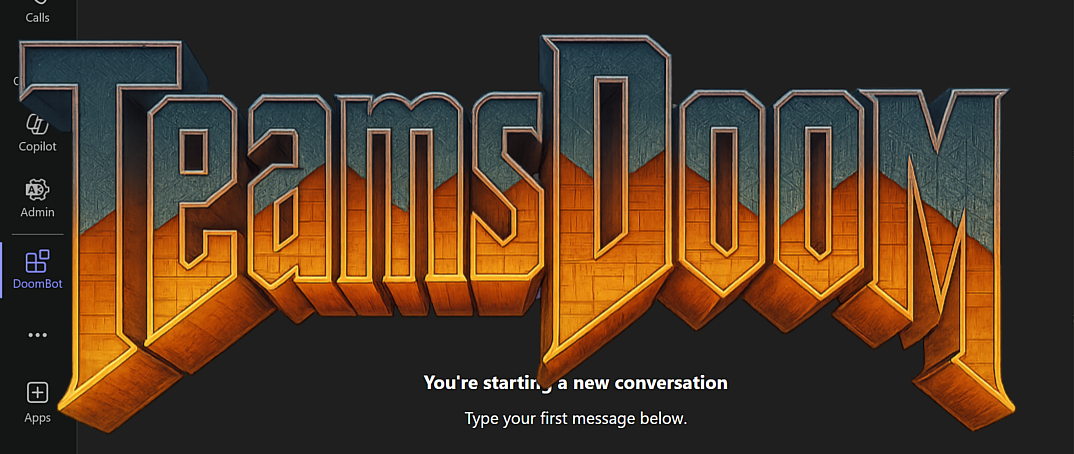 Calls
TeamsDoom
Copilot
Admin
DoomBot
Apps
You're starting a new conversation
Type your first message below.